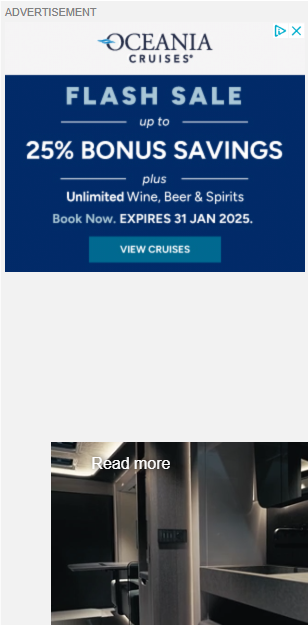 ADVERTISEMENT
OCEANIA
CRUISES®
FLASH SALE
up to
25% BONUS SAVINGS
plus
Unlimited Wine, Beer & Spirits
Book Now. EXPIRES 31 JAN 2025.
VIEW CRUISES
Read more